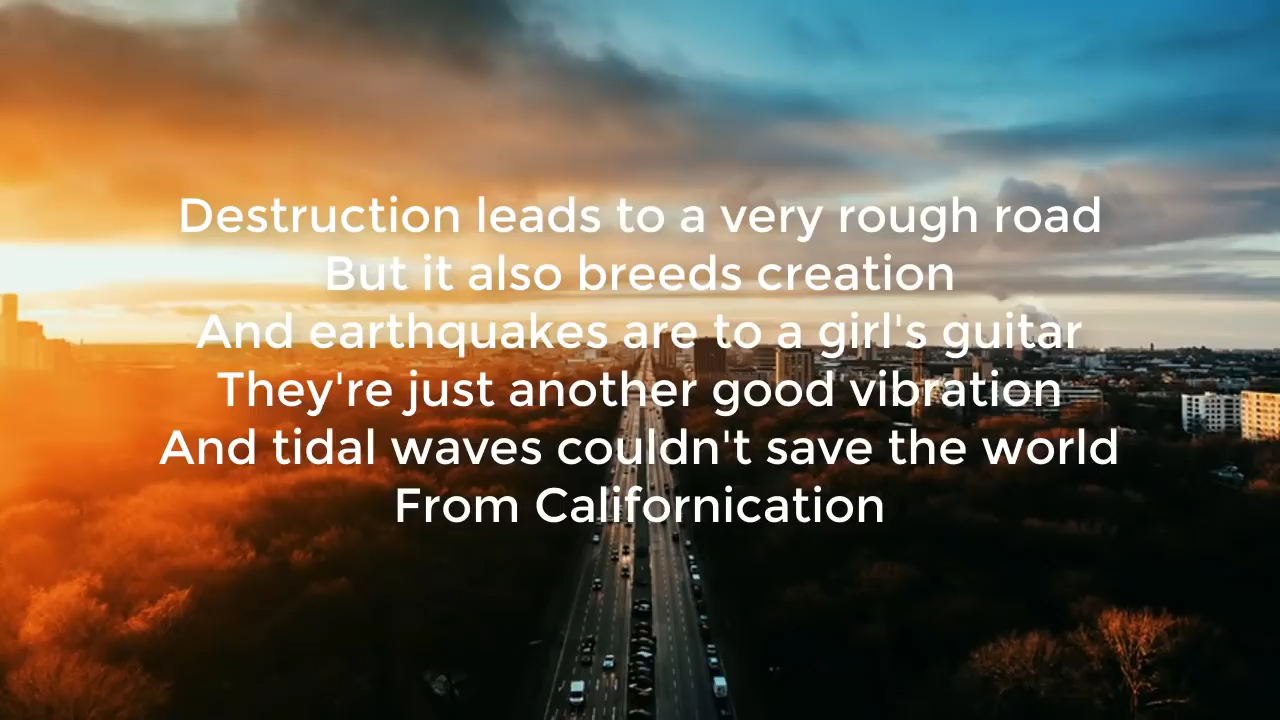 Destruction leads to a very rough road
But it also breeds creation
And earthquakes are to a girl's guitar
They're just another good vibration
And tidal waves couldn't save the world
From Californication